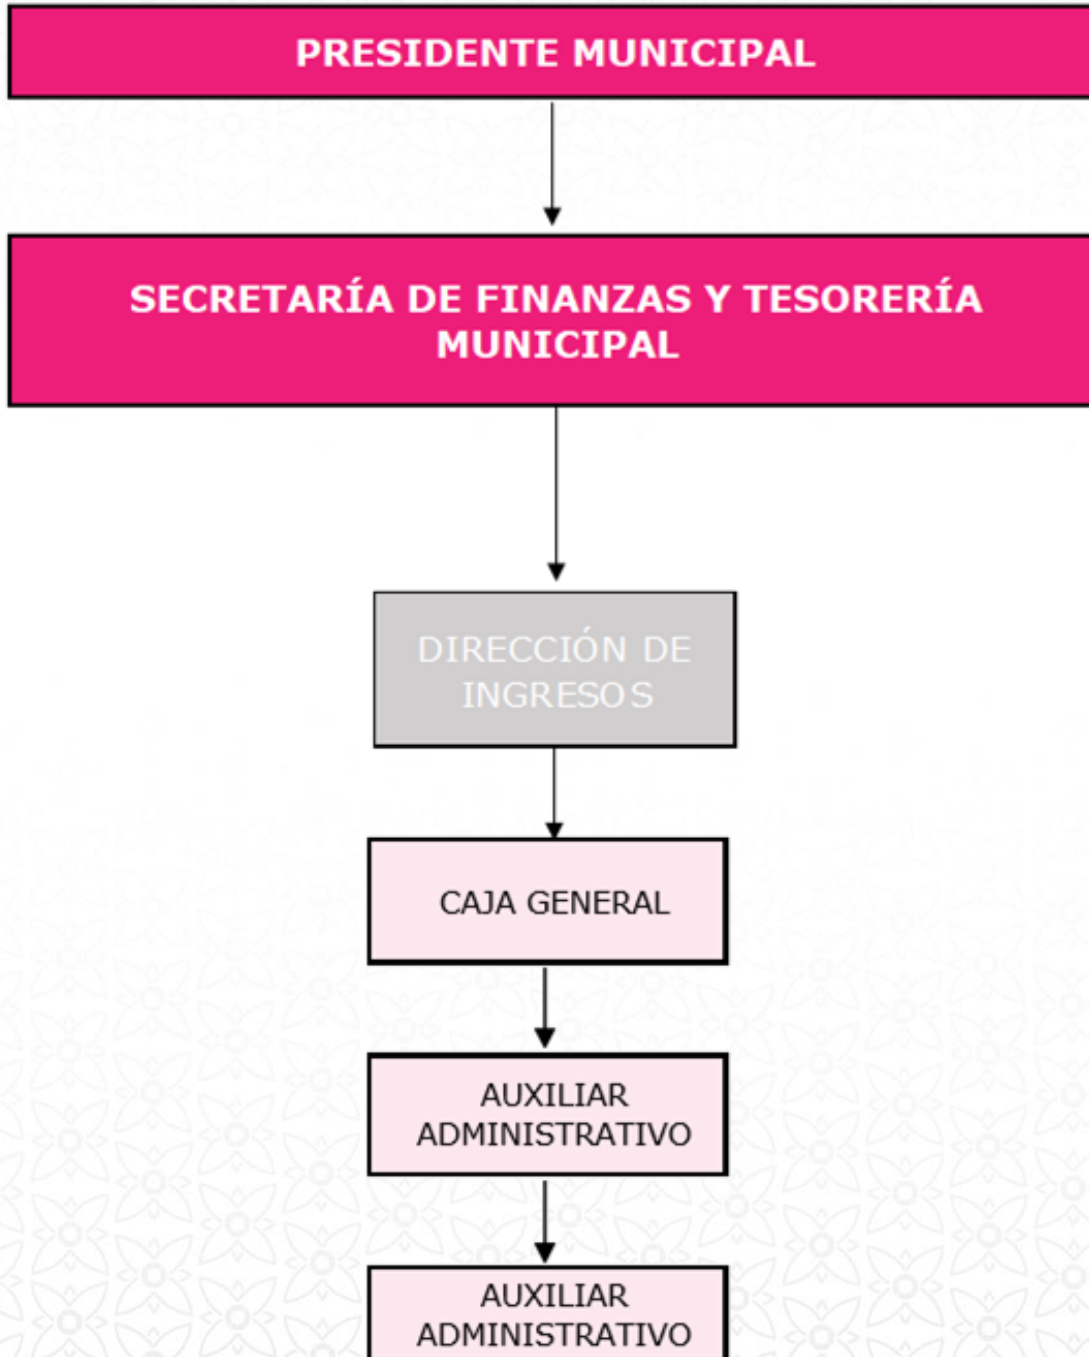 PRESIDENTE MUNICIPAL
SECRETARÍA DE FINANZAS Y TESORERÍA
MUNICIPAL
DIRECCIÓN DE
INGRESOS
CAJA GENERAL
AUXILIAR
ADMINISTRATIVO
AUXILIAR
ADMINISTRATIVO